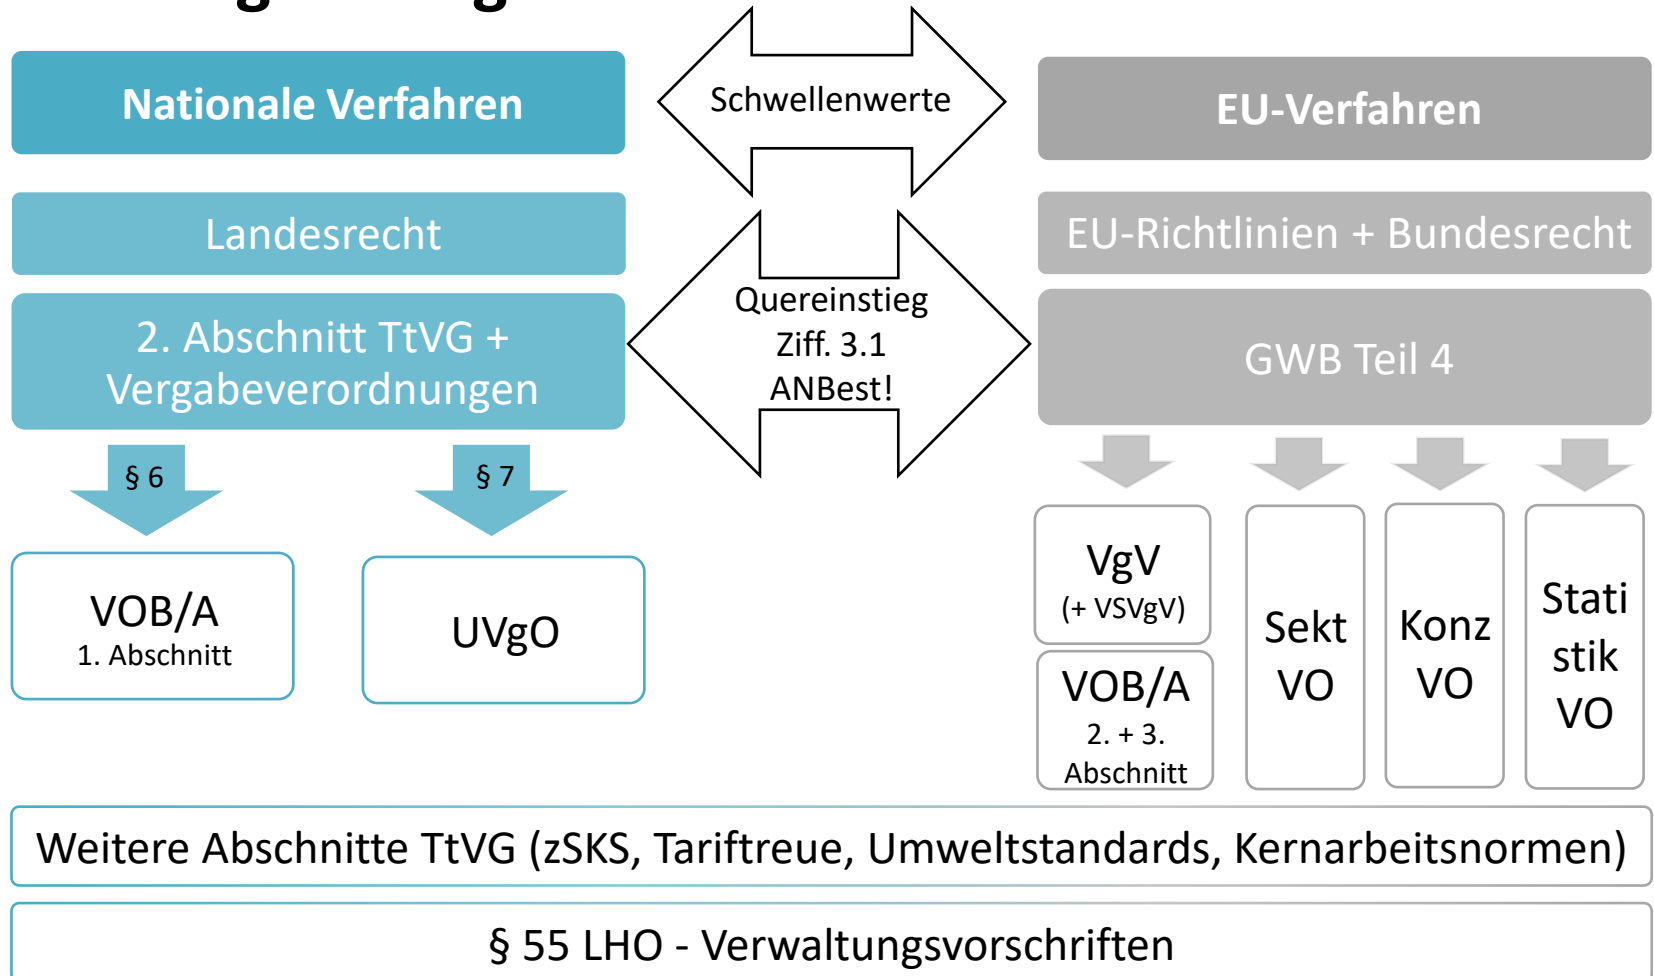 Nationale Verfahren
Schwellenwerte
EU-Verfahren
Landesrecht
EU-Richtlinien + Bundesrecht
2. Abschnitt TtVG +
Vergabeverordnungen
Quereinstieg
Ziff. 3.1
ANBest!
GWB Teil 4
§ 6
§ 7
VOB/A
1. Abschnitt
UVgO
VgV
(+ VSVgV)
VOB/A
2. + 3.
Abschnitt
Sekt
VO
Konz
VO
Stati
stik
VO
Weitere Abschnitte TtVG (zSKS, Tariftreue, Umweltstandards, Kernarbeitsnormen)
§ 55 LHO - Verwaltungsvorschriften